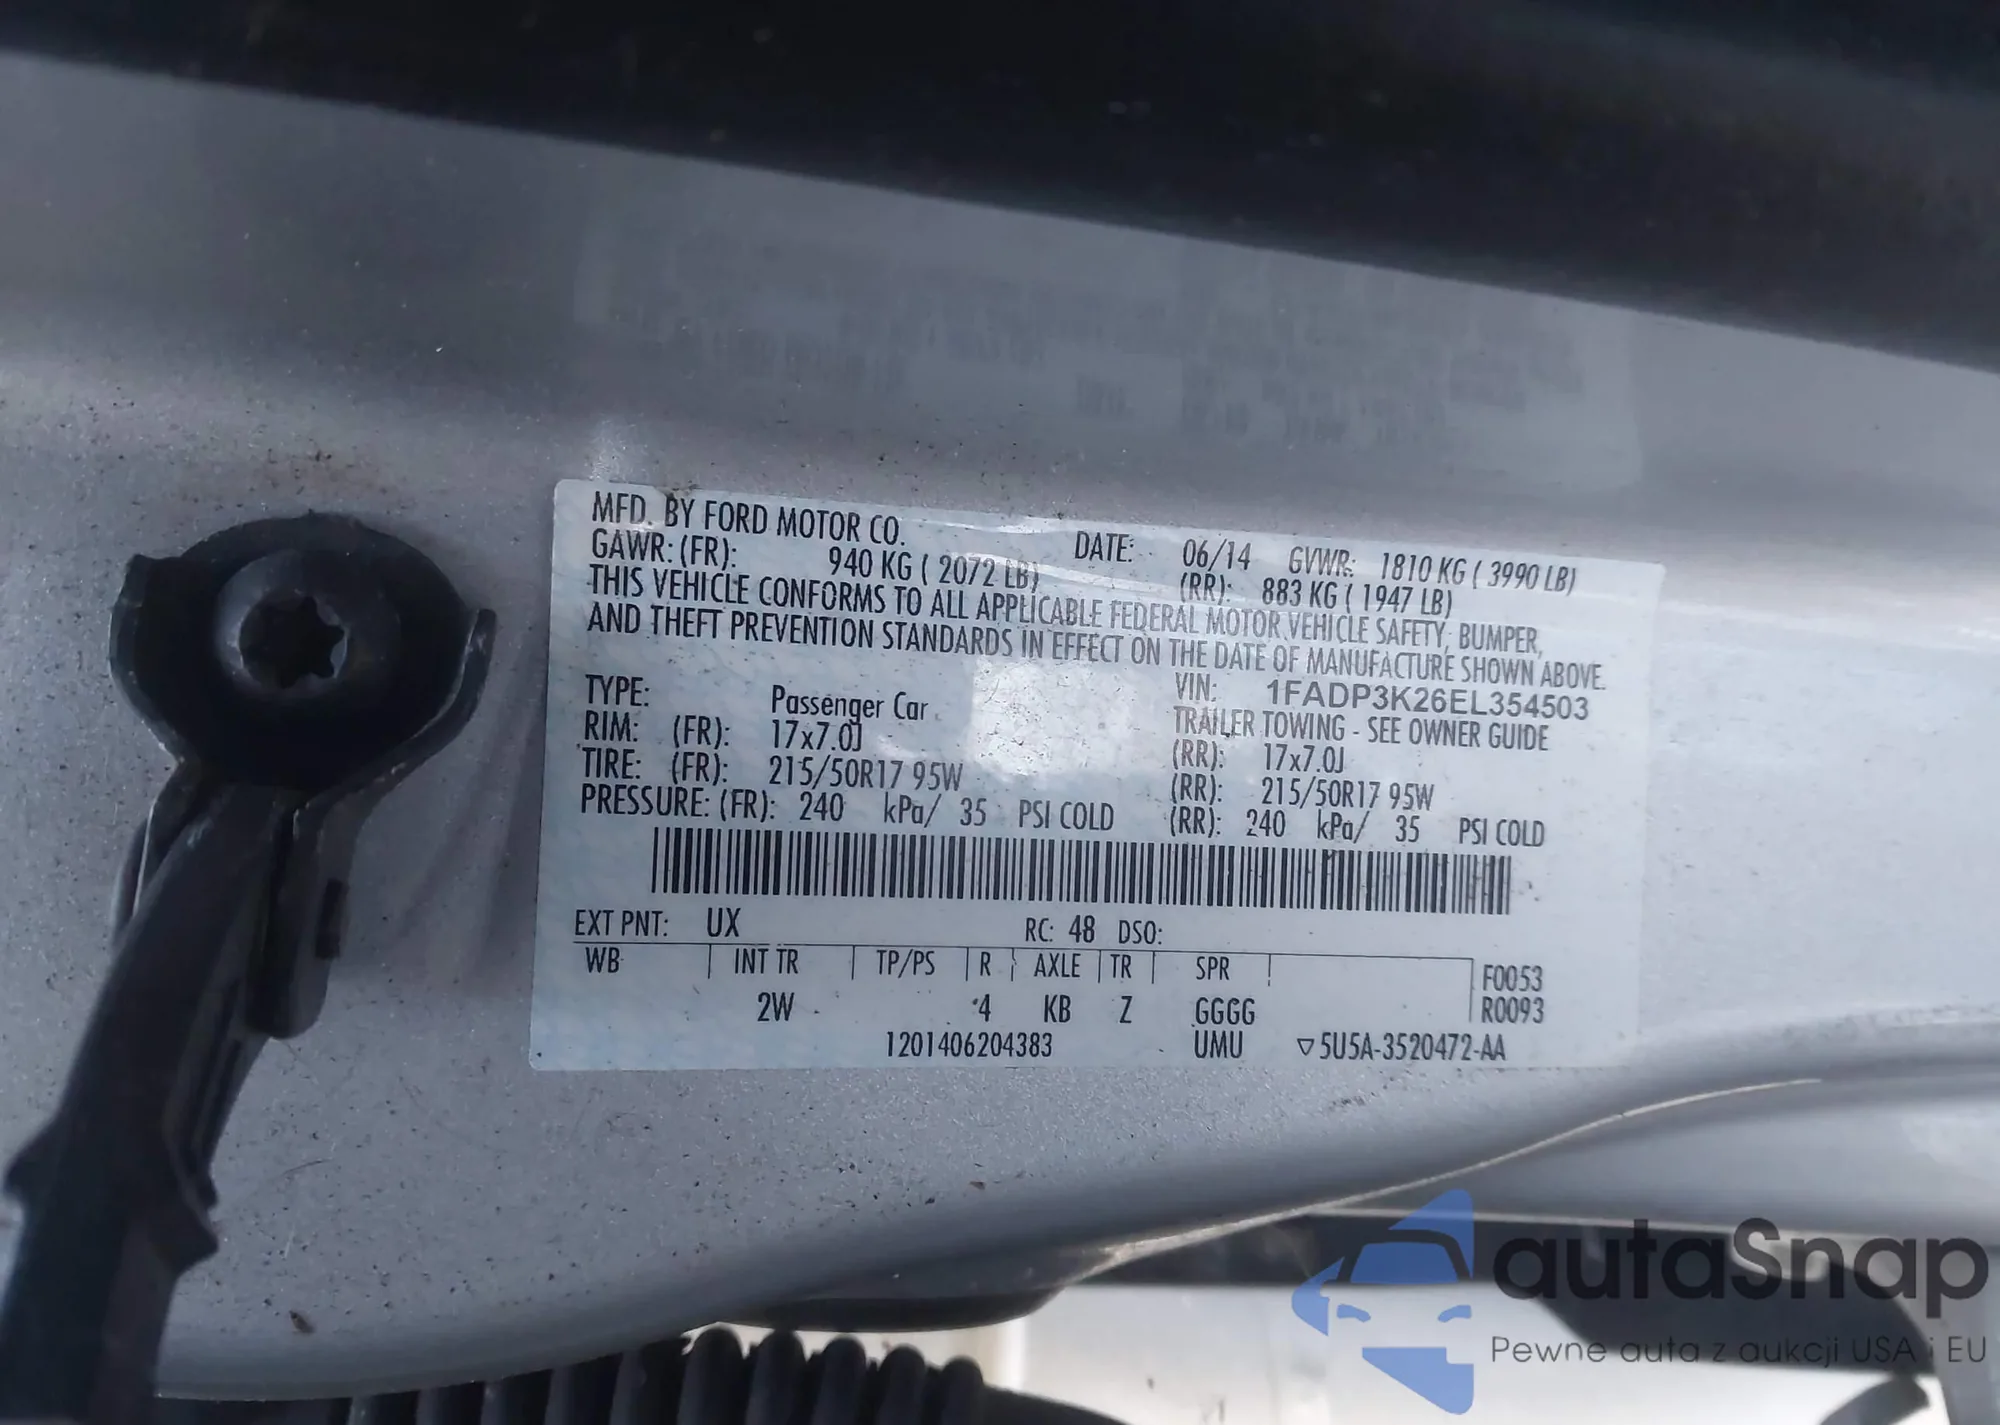 MFD. BY FORD MOTOR CO. DATE: 06/14 GVWR: 1810 KG ( 3990 LB)
GAWR: (FR): 940 KG ( 2072 LB) (RR): 883 KG ( 1947 LB)
THIS VEHICLE CONFORMS TO ALL APPLICABLE FEDERAL MOTOR VEHICLE SAFETY, BUMPER,
AND THEFT PREVENTION STANDARDS IN EFFECT ON THE DATE OF MANUFACTURE SHOWN ABOVE.
VIN: 1FADP3K26EL354503
TYPE: Passenger Car TRAILER TOWING - SEE OWNER GUIDE
RIM: (FR): 17x7.0J (RR): 17x7.0J
TIRE: (FR): 215/50R17 95W (RR): 215/50R17 95W
PRESSURE: (FR): 240 kPa/ 35 PSI COLD (RR): 240 kPa/ 35 PSI COLD
EXT PNT: UX RC: 48 DSO:
WB INT TR TP/PS R AXLE TR SPR F0053
2W 4 KB Z GGGG R0093
1201406204383 UMU ▽5U5A-3520472-AA
autaSnap
Pewne auta z aukcji USA i EU